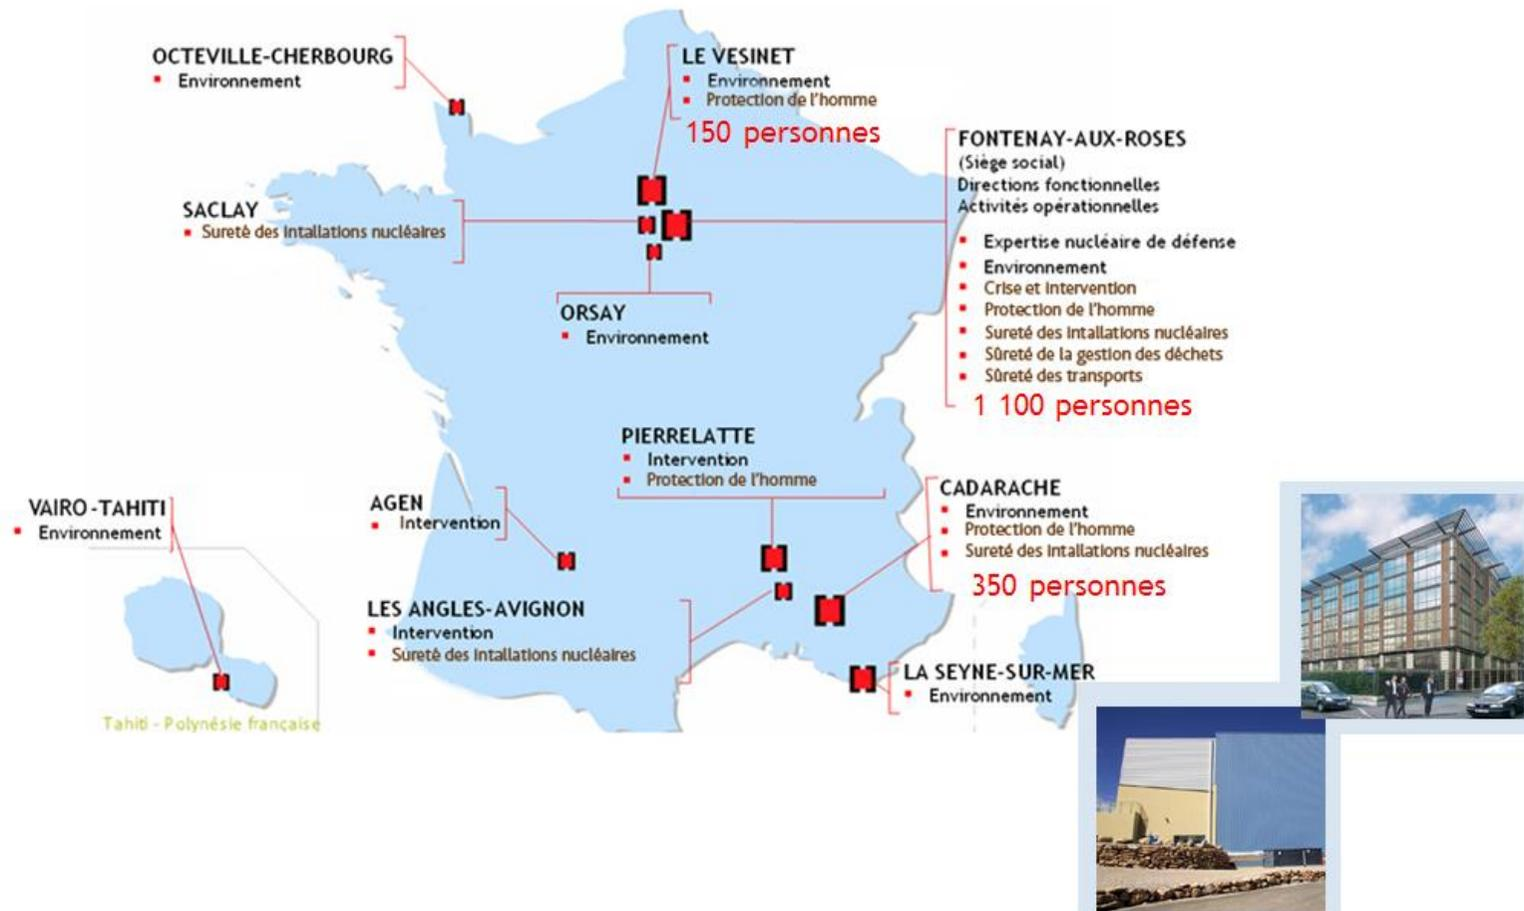 OCTEVILLE-CHERBOURG
▪ Environnement
LE VESINET
▪ Environnement
▪ Protection de l'homme
150 personnes
FONTENAY-AUX-ROSES
(Siège social)
Directions fonctionnelles
Activités opérationnelles
▪ Expertise nucléaire de défense
▪ Environnement
▪ Crise et intervention
▪ Protection de l'homme
▪ Sureté des intallations nucléaires
▪ Sûreté de la gestion des déchets
▪ Sûreté des transports
1 100 personnes
SACLAY
▪ Sureté des intallations nucléaires
ORSAY
▪ Environnement
PIERRELATTE
▪ Intervention
▪ Protection de l'homme
CADARACHE
▪ Environnement
▪ Protection de l'homme
▪ Sureté des intallations nucléaires
350 personnes
AGEN
▪ Intervention
VAIRO-TAHITI
▪ Environnement
LES ANGLES-AVIGNON
▪ Intervention
▪ Sureté des intallations nucléaires
LA SEYNE-SUR-MER
▪ Environnement
Tahiti - Polynésie française